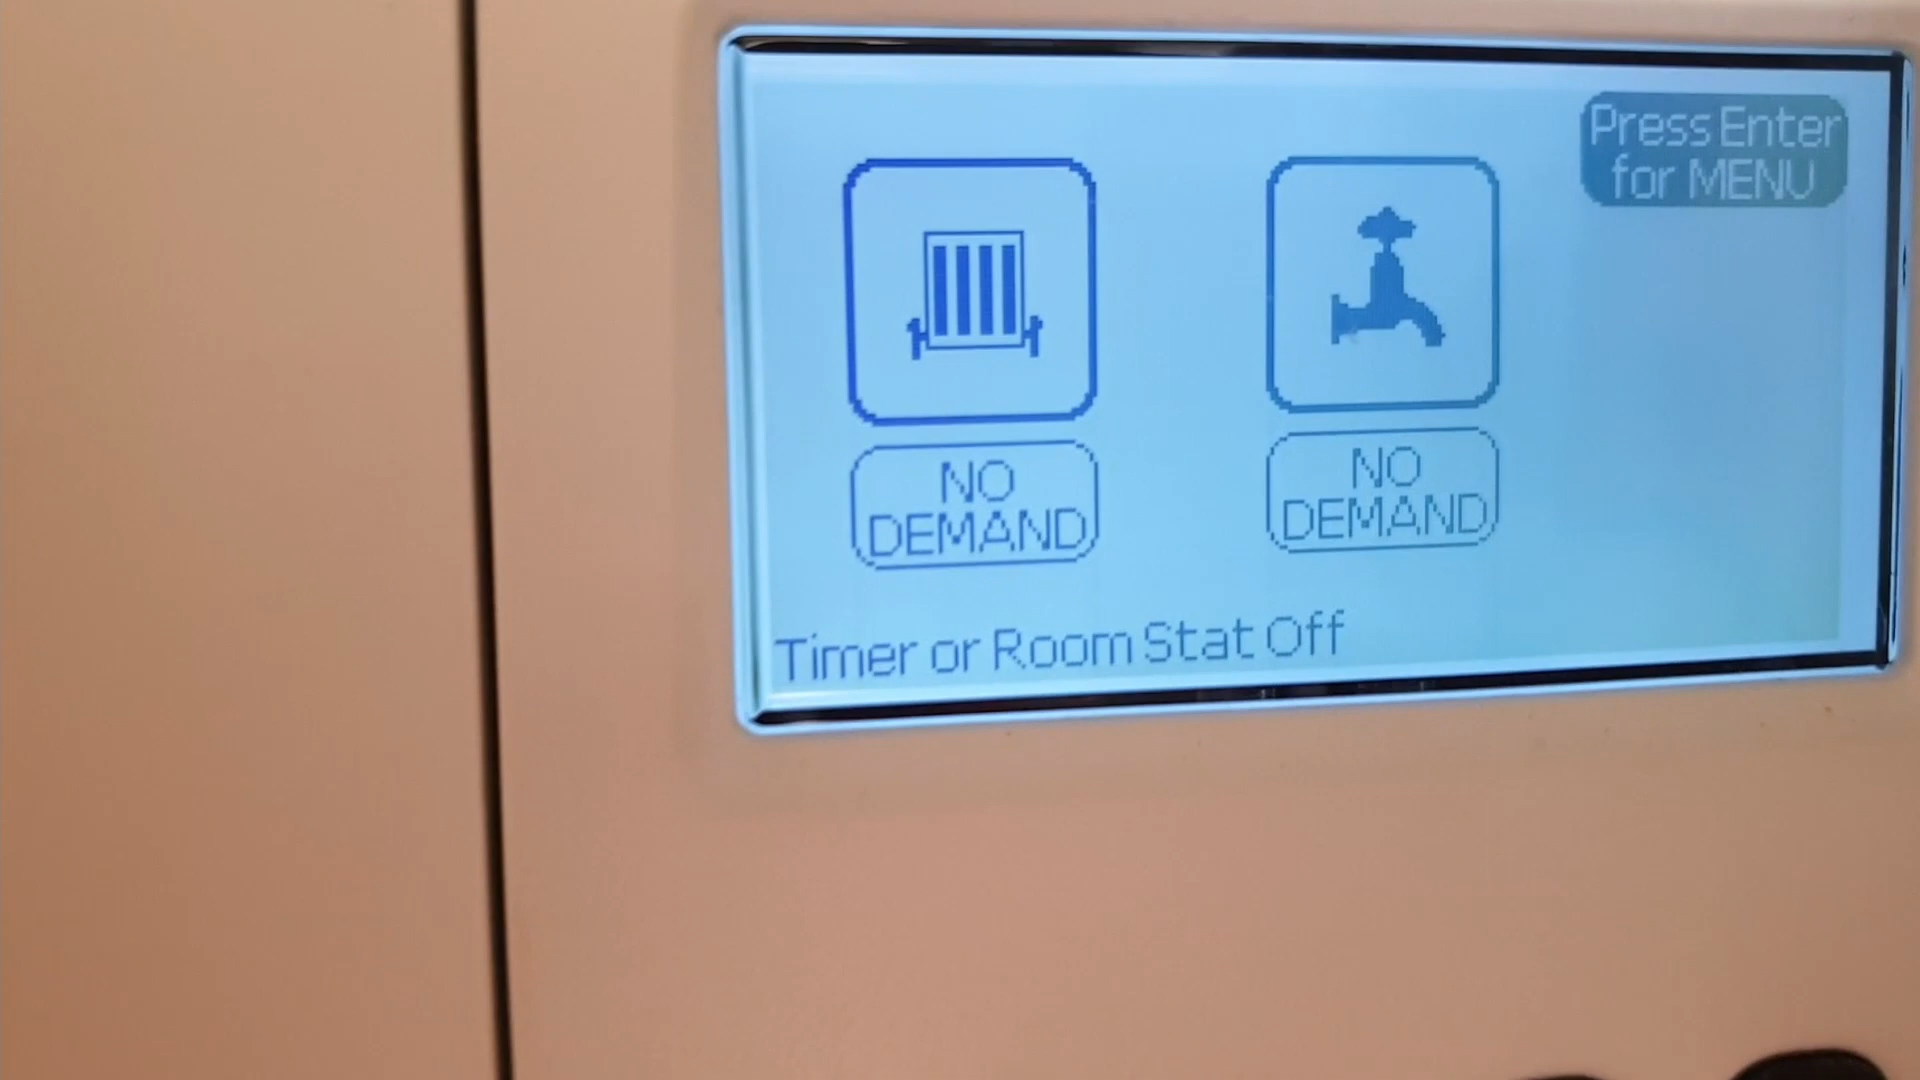 Press Enter
for MENU
NO
DEMAND
NO
DEMAND
Timer or Room Stat Off